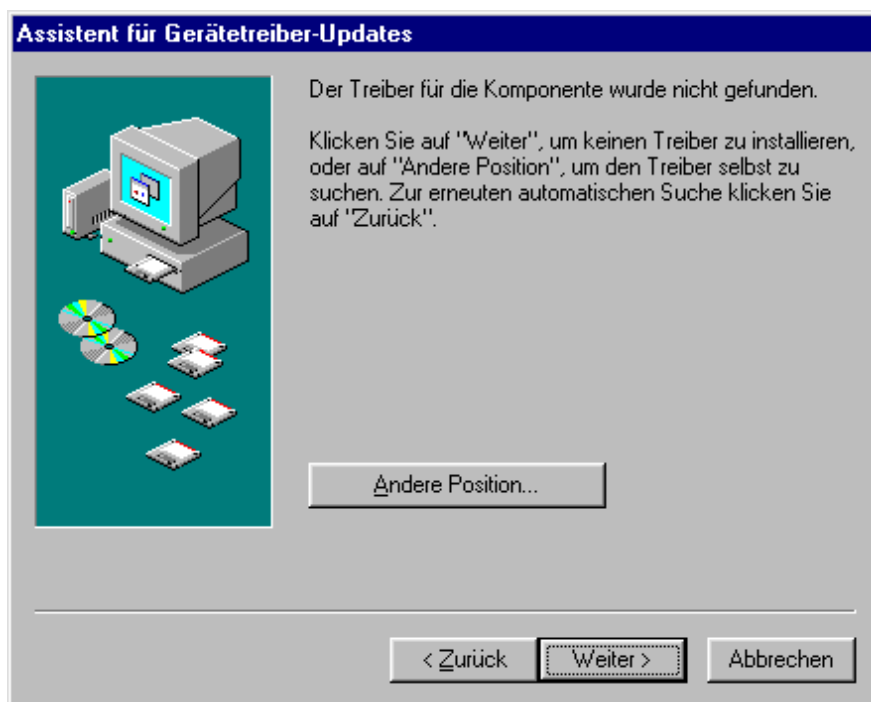 Assistent für Gerätetreiber-Updates
Der Treiber für die Komponente wurde nicht gefunden.
Klicken Sie auf "Weiter", um keinen Treiber zu installieren,
oder auf "Andere Position", um den Treiber selbst zu
suchen. Zur erneuten automatischen Suche klicken Sie
auf "Zurück".
Andere Position...
< Zurück
Weiter >
Abbrechen